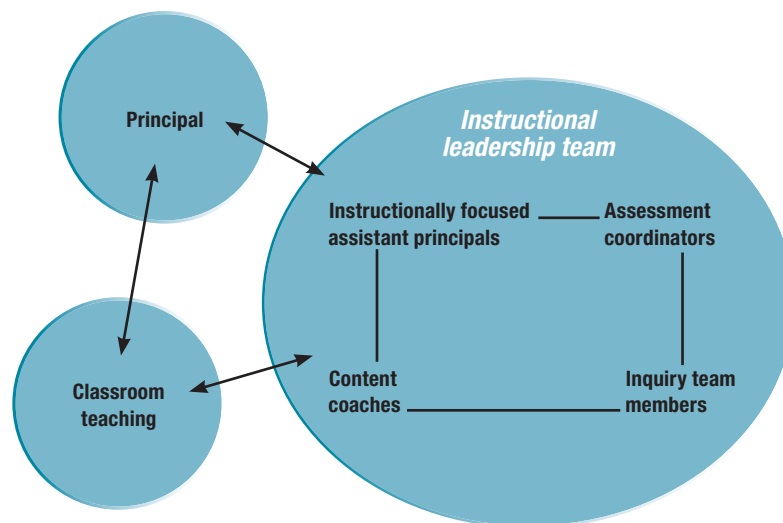 Principal
Instructional
leadership team
Instructionally focused
assistant principals
Assessment
coordinators
Classroom
teaching
Content
coaches
Inquiry team
members